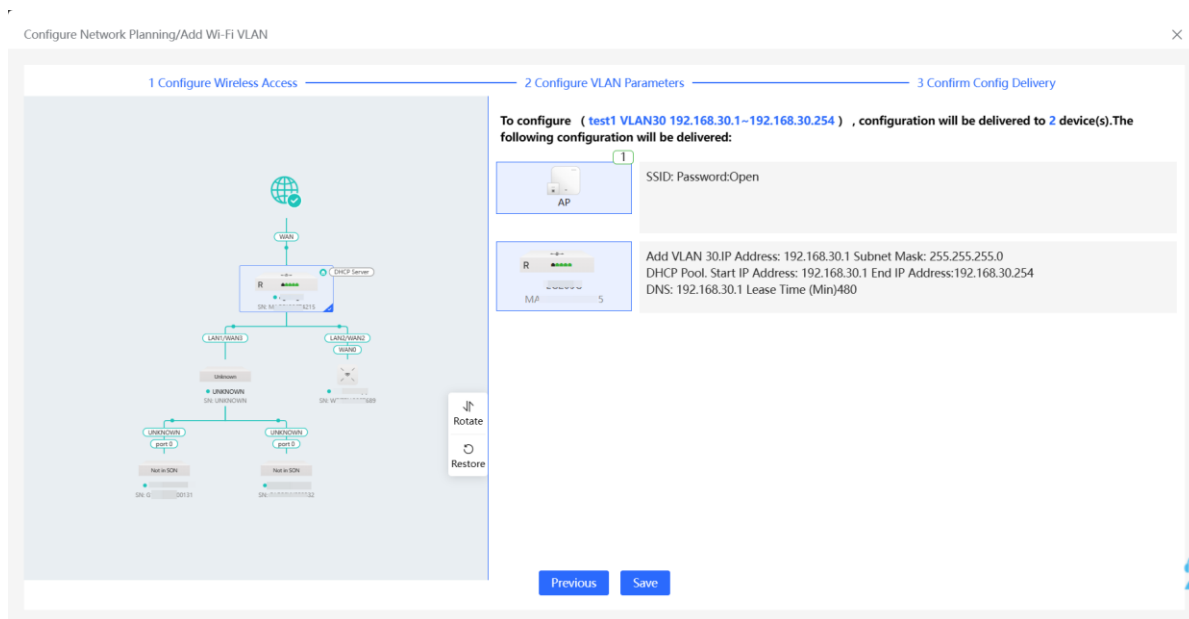 Configure Network Planning/Add Wi-Fi VLAN
1 Configure Wireless Access
2 Configure VLAN Parameters
3 Confirm Config Delivery
WAN
DHCP Server
R
LAN1/WAN3
LAN2/WAN2
WAN0
Unknown
UNKNOWN
SN: UNKNOWN
UNKNOWN
UNKNOWN
port 0
port 0
Not in SON
Not in SON
Rotate
Restore
To configure ( test1 VLAN30 192.168.30.1~192.168.30.254 ) , configuration will be delivered to 2 device(s).The
following configuration will be delivered:
1
AP
SSID: Password:Open
R
Add VLAN 30.IP Address: 192.168.30.1 Subnet Mask: 255.255.255.0
DHCP Pool. Start IP Address: 192.168.30.1 End IP Address:192.168.30.254
DNS: 192.168.30.1 Lease Time (Min)480
Previous
Save